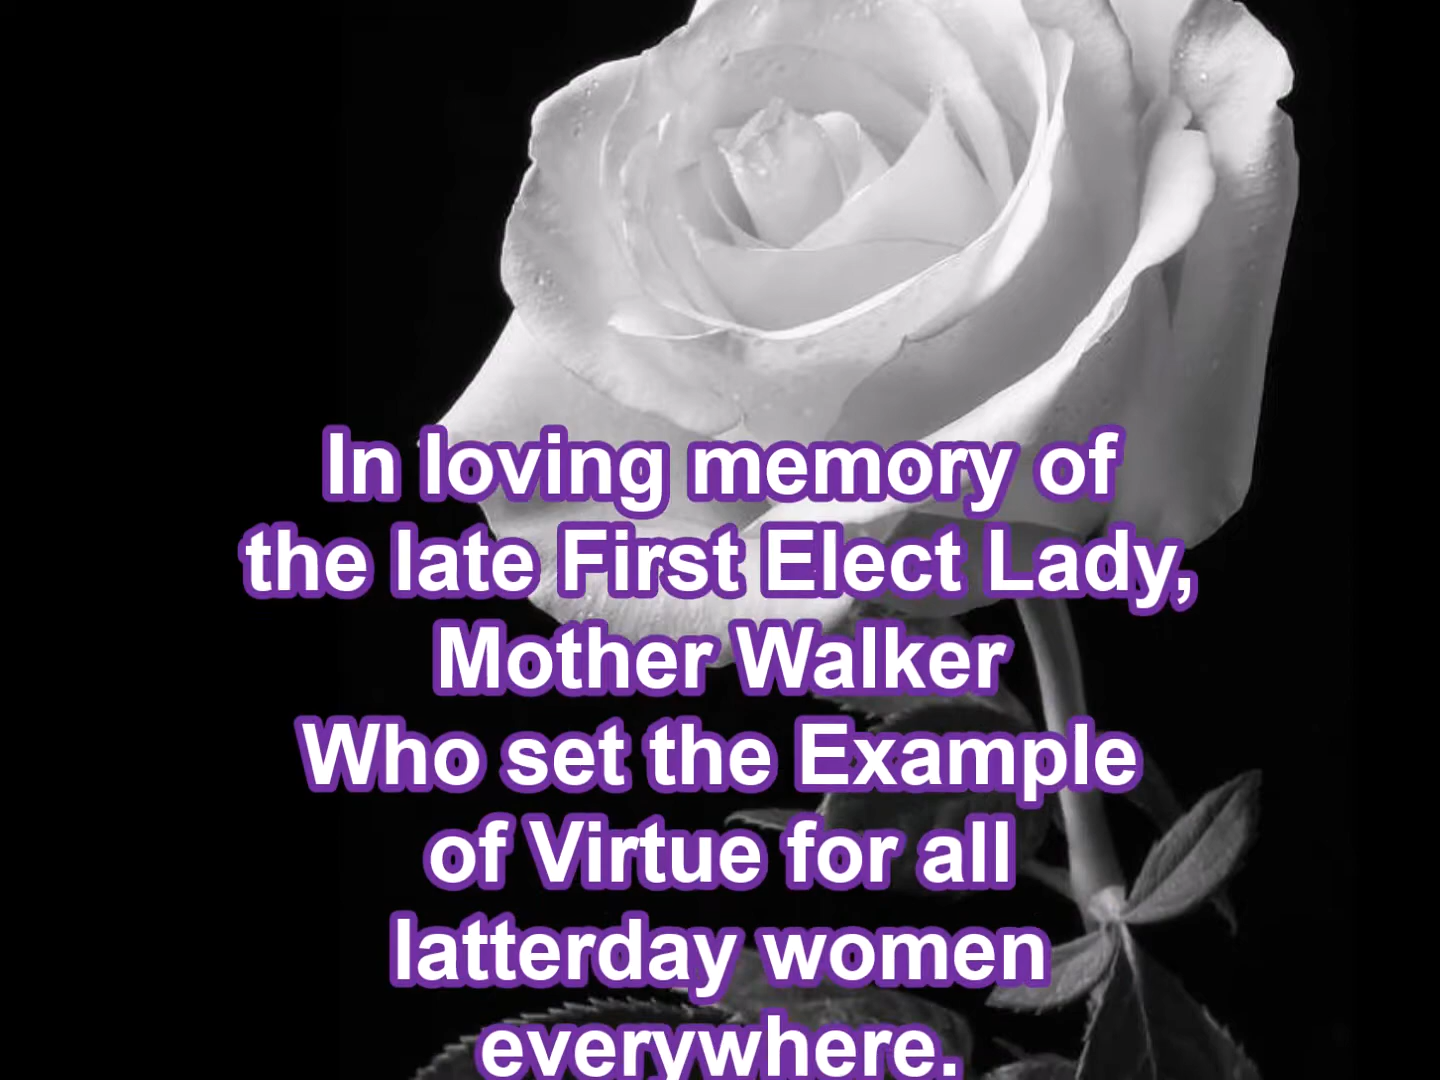 In loving memory of
the late First Elect Lady,
Mother Walker
Who set the Example
of Virtue for all
latterday women
everywhere.